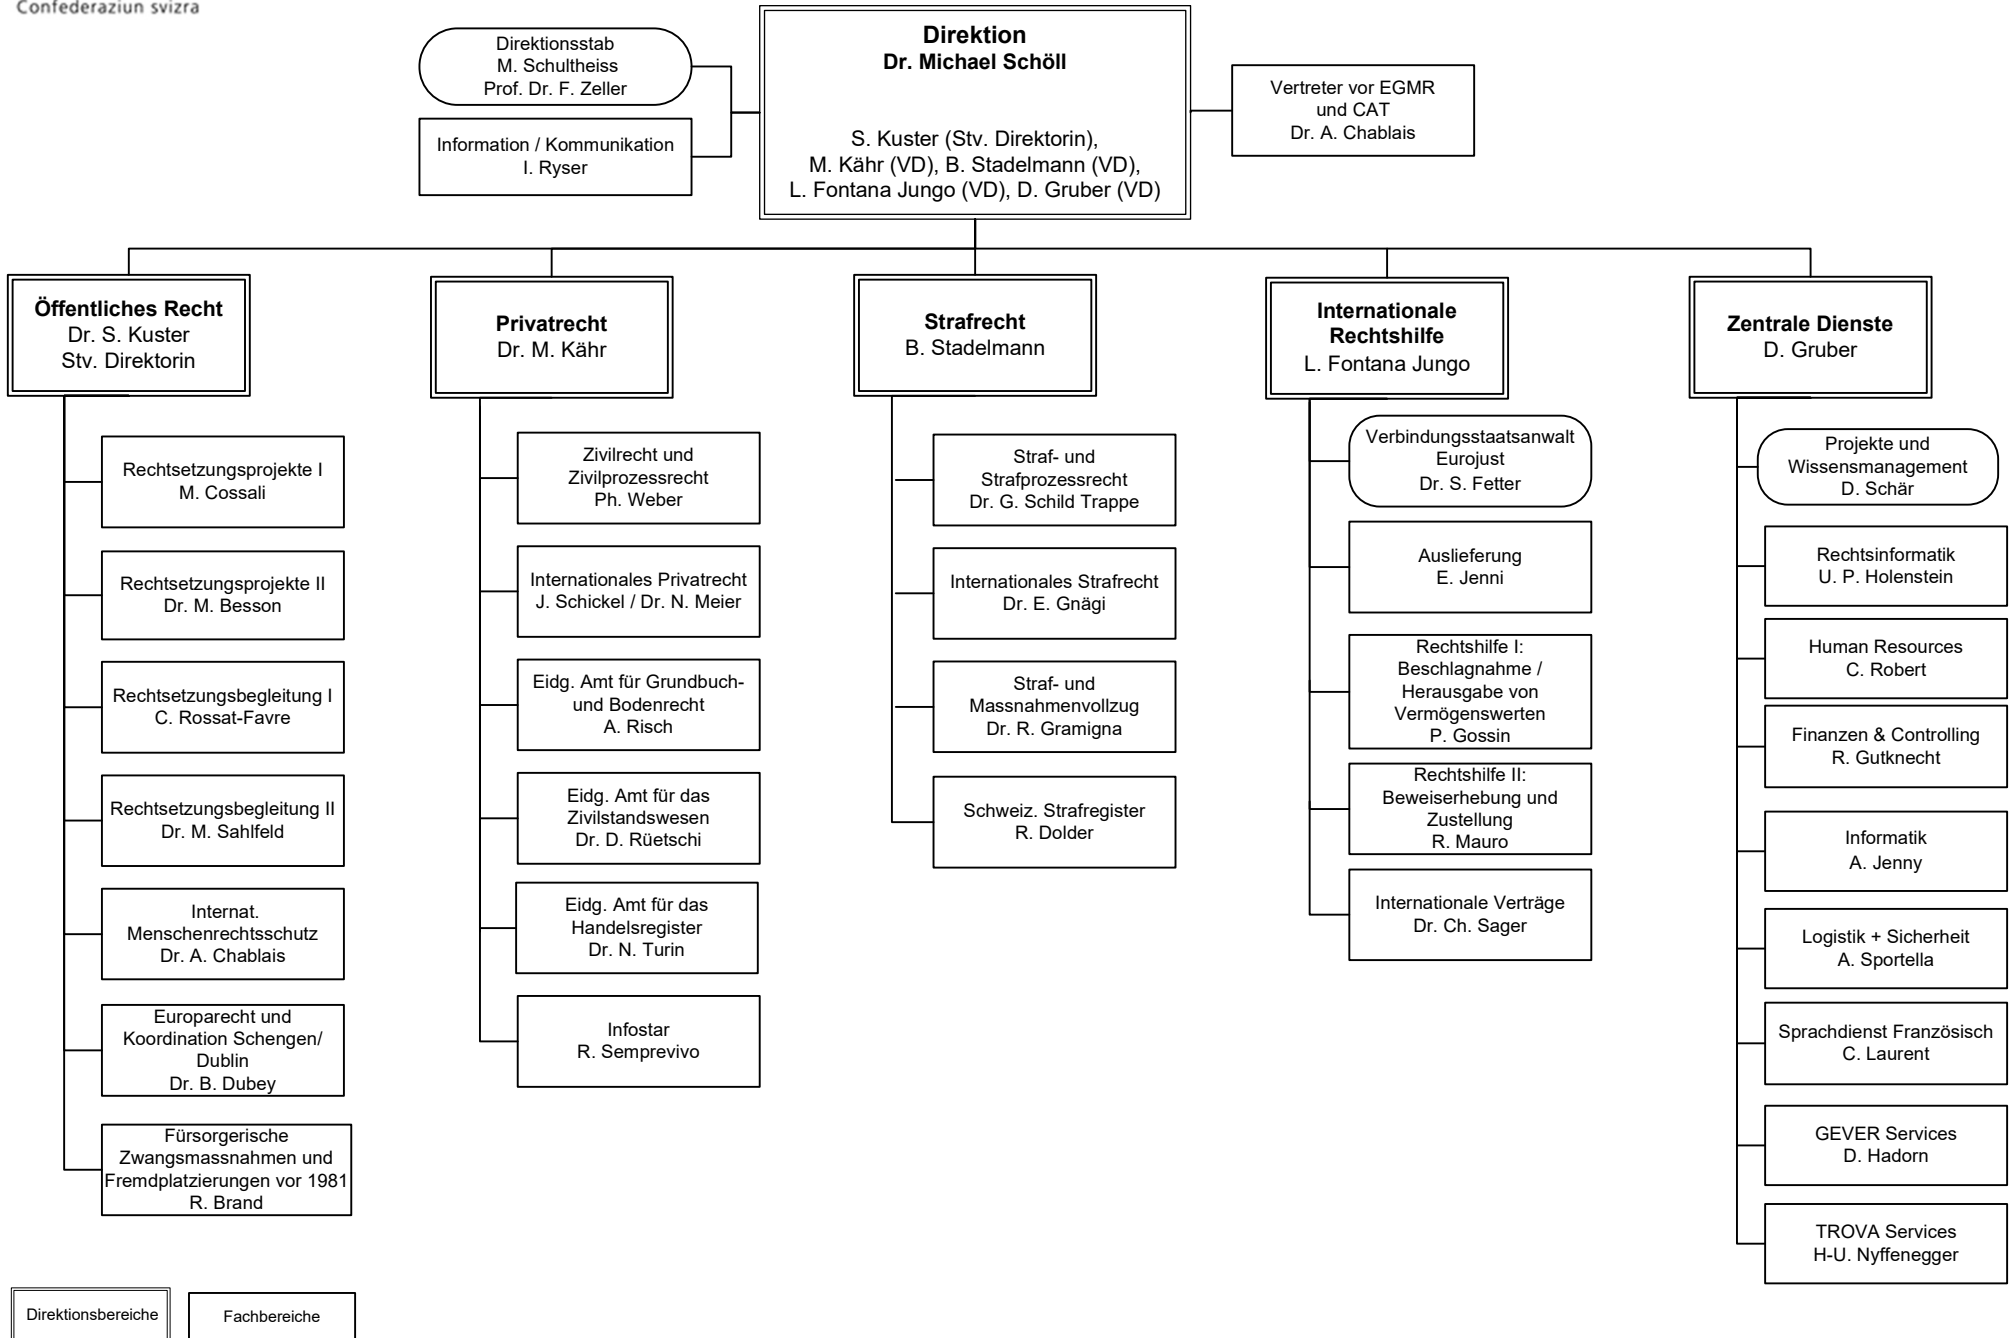 Confederaziun svizra
Direktionsstab
M. Schultheiss
Prof. Dr. F. Zeller
Information / Kommunikation
I. Ryser
Direktion
Dr. Michael Schöll
S. Kuster (Stv. Direktorin),
M. Kähr (VD), B. Stadelmann (VD),
L. Fontana Jungo (VD), D. Gruber (VD)
Vertreter vor EGMR
und CAT
Dr. A. Chablais
Öffentliches Recht
Dr. S. Kuster
Stv. Direktorin
Rechtsetzungsprojekte I
M. Cossali
Rechtsetzungsprojekte II
Dr. M. Besson
Rechtsetzungsbegleitung I
C. Rossat-Favre
Rechtsetzungsbegleitung II
Dr. M. Sahlfeld
Internat.
Menschenrechtsschutz
Dr. A. Chablais
Europarecht und
Koordination Schengen/
Dublin
Dr. B. Dubey
Fürsorgerische
Zwangsmassnahmen und
Fremdplatzierungen vor 1981
R. Brand
Privatrecht
Dr. M. Kähr
Zivilrecht und
Zivilprozessrecht
Ph. Weber
Internationales Privatrecht
J. Schickel / Dr. N. Meier
Eidg. Amt für Grundbuch-
und Bodenrecht
A. Risch
Eidg. Amt für das
Zivilstandswesen
Dr. D. Rüetschi
Eidg. Amt für das
Handelsregister
Dr. N. Turin
Infostar
R. Semprevivo
Strafrecht
B. Stadelmann
Straf- und
Strafprozessrecht
Dr. G. Schild Trappe
Internationales Strafrecht
Dr. E. Gnägi
Straf- und
Massnahmenvollzug
Dr. R. Gramigna
Schweiz. Strafregister
R. Dolder
Internationale
Rechtshilfe
L. Fontana Jungo
Verbindungsstaatsanwalt
Eurojust
Dr. S. Fetter
Auslieferung
E. Jenni
Rechtshilfe I:
Beschlagnahme /
Herausgabe von
Vermögenswerten
P. Gossin
Rechtshilfe II:
Beweiserhebung und
Zustellung
R. Mauro
Internationale Verträge
Dr. Ch. Sager
Zentrale Dienste
D. Gruber
Projekte und
Wissensmanagement
D. Schär
Rechtsinformatik
U. P. Holenstein
Human Resources
C. Robert
Finanzen & Controlling
R. Gutknecht
Informatik
A. Jenny
Logistik + Sicherheit
A. Sportella
Sprachdienst Französisch
C. Laurent
GEVER Services
D. Hadorn
TROVA Services
H-U. Nyffenegger
Direktionsbereiche
Fachbereiche